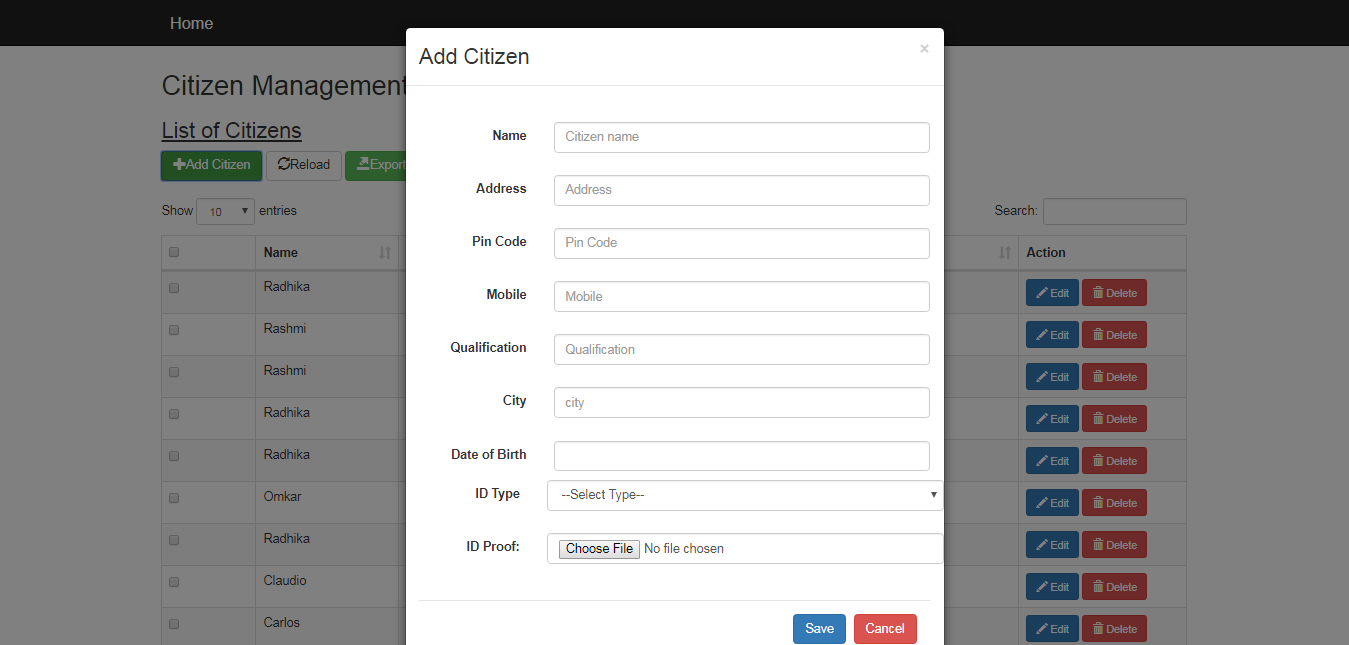 Home
Add Citizen
×
Citizen Management
List of Citizens
Add Citizen
Reload
Export
Show 10 entries
Search:
Name
Action
Radhika
Edit Delete
Rashmi
Edit Delete
Rashmi
Edit Delete
Radhika
Edit Delete
Radhika
Edit Delete
Omkar
Edit Delete
Radhika
Edit Delete
Claudio
Edit Delete
Carlos
Edit Delete
Name Citizen name
Address Address
Pin Code Pin Code
Mobile Mobile
Qualification Qualification
City city
Date of Birth
ID Type --Select Type--
ID Proof: Choose File No file chosen
Save Cancel